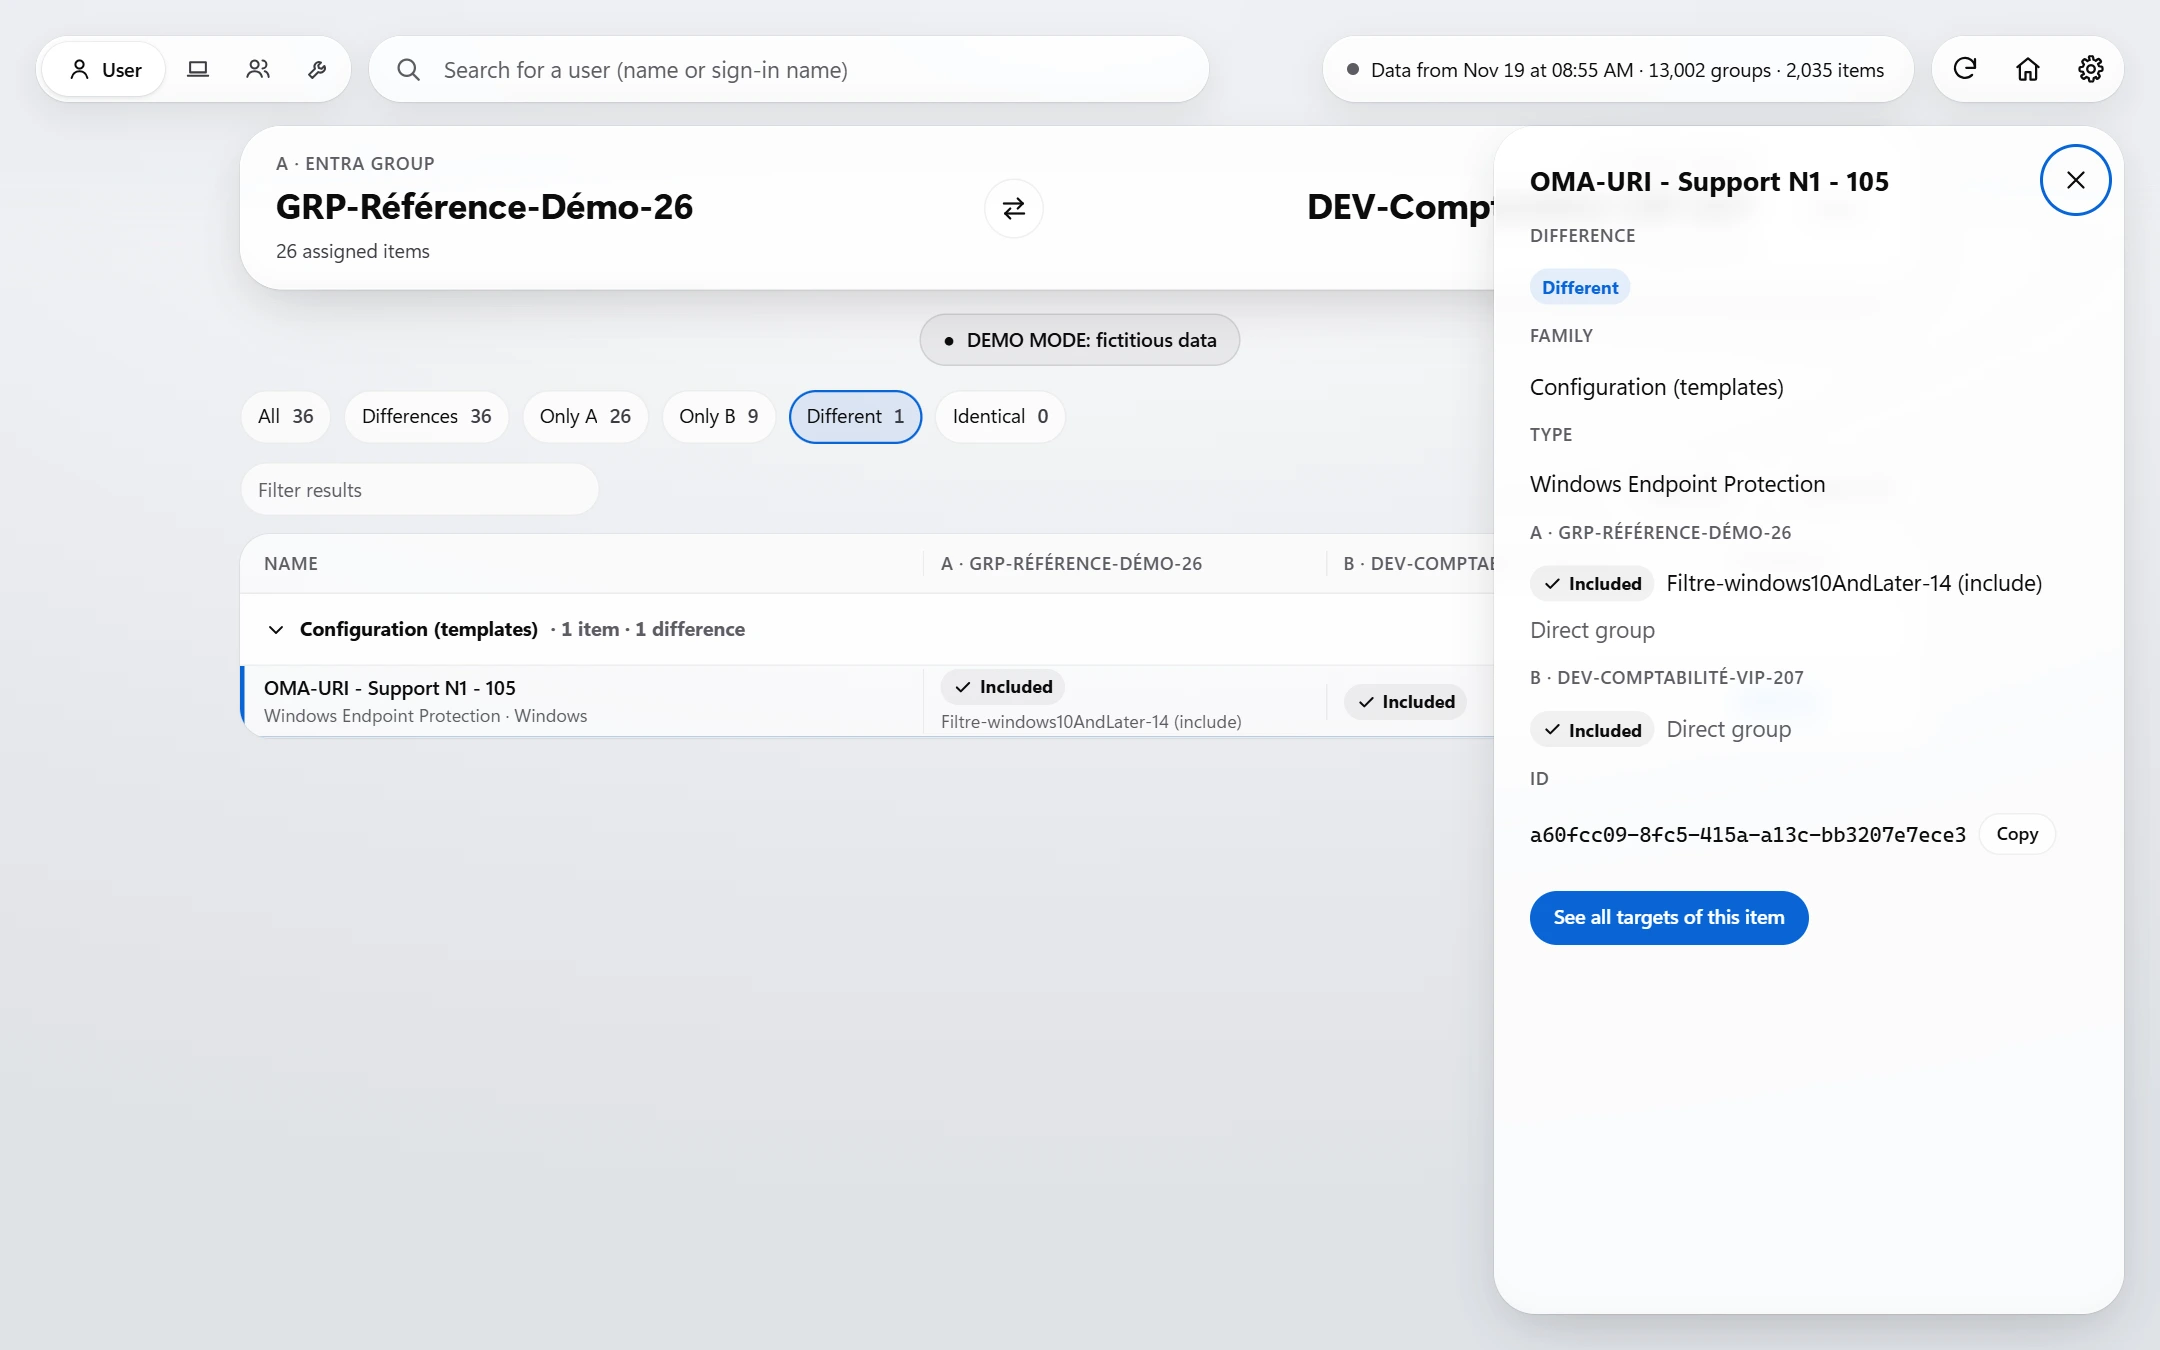 User
Search for a user (name or sign-in name)
Data from Nov 19 at 08:55 AM · 13,002 groups · 2,035 items
A · ENTRA GROUP
GRP-Référence-Démo-26
26 assigned items
DEV-Compt
DEMO MODE: fictitious data
All 36
Differences 36
Only A 26
Only B 9
Different 1
Identical 0
Filter results
NAME
A · GRP-RÉFÉRENCE-DÉMO-26
B · DEV-COMPTAB
Configuration (templates) · 1 item · 1 difference
OMA-URI - Support N1 - 105
Windows Endpoint Protection · Windows
Included
Filtre-windows10AndLater-14 (include)
Included
OMA-URI - Support N1 - 105
DIFFERENCE
Different
FAMILY
Configuration (templates)
TYPE
Windows Endpoint Protection
A · GRP-RÉFÉRENCE-DÉMO-26
Included Filtre-windows10AndLater-14 (include)
Direct group
B · DEV-COMPTABILITÉ-VIP-207
Included Direct group
ID
a60fcc09-8fc5-415a-a13c-bb3207e7ece3
Copy
See all targets of this item